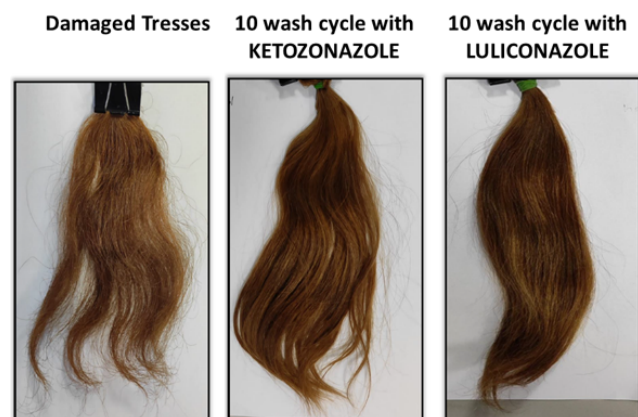 Damaged Tresses
10 wash cycle with
KETOZONAZOLE
10 wash cycle with
LULICONAZOLE